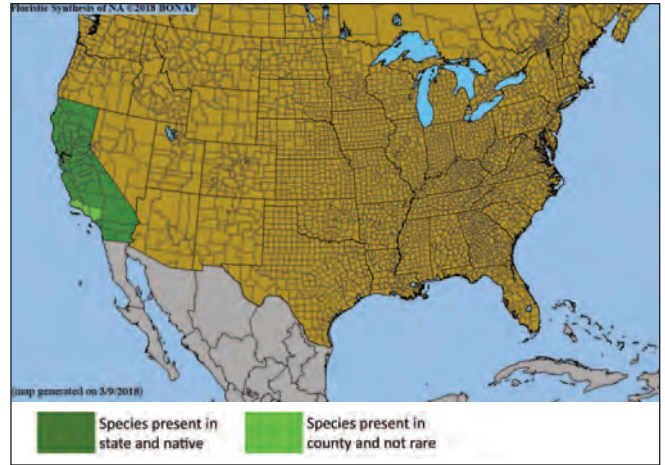 Floristic Synthesis of NA ©2018 BONAP
(map generated on 3/9/2018)
Species present in
state and native
Species present in
county and not rare